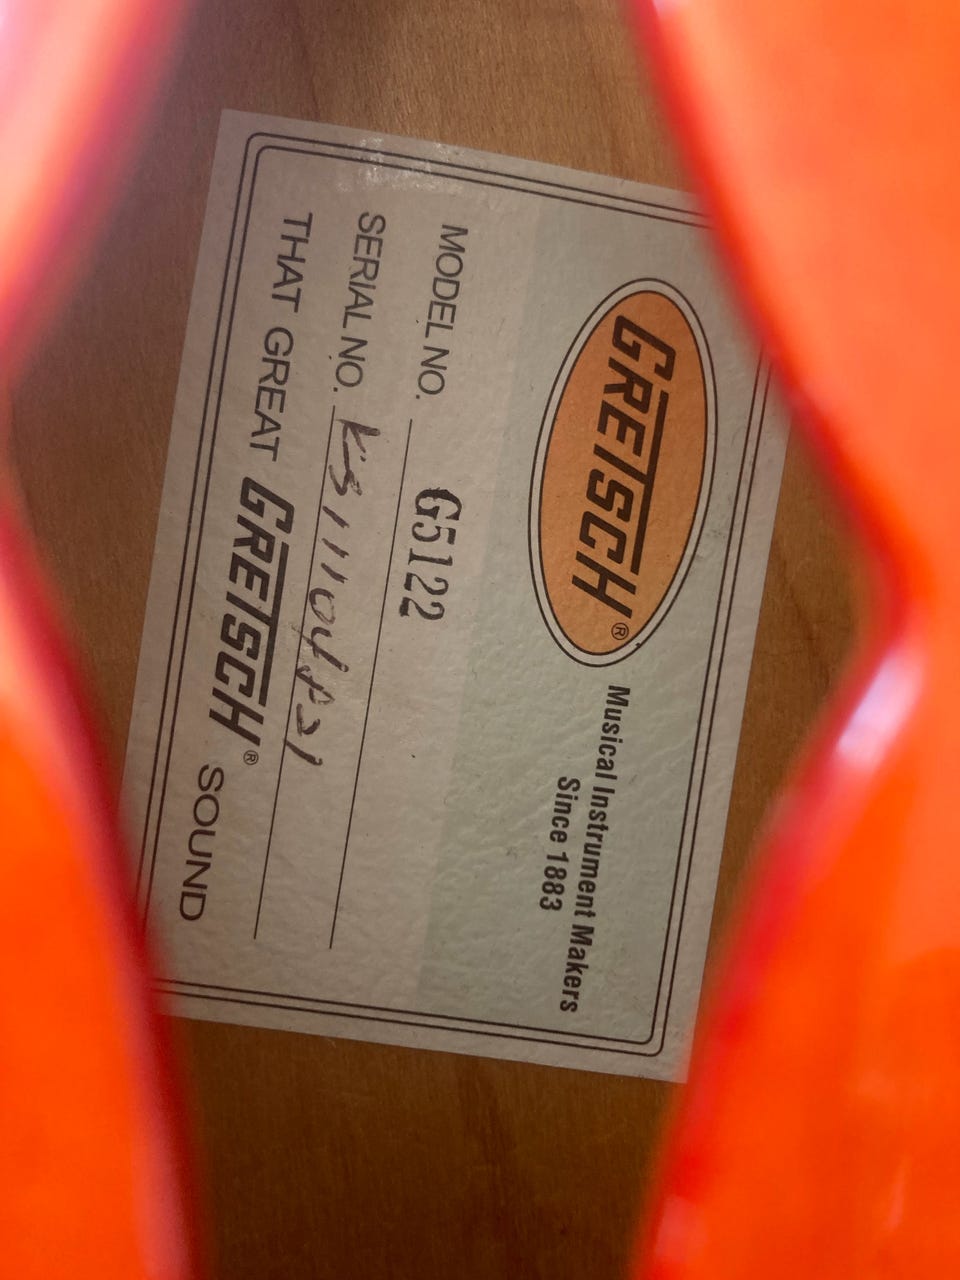 GRETSCH®
Musical Instrument Makers
Since 1883
MODEL NO. G5122
SERIAL NO.
THAT GREAT GRETSCH® SOUND